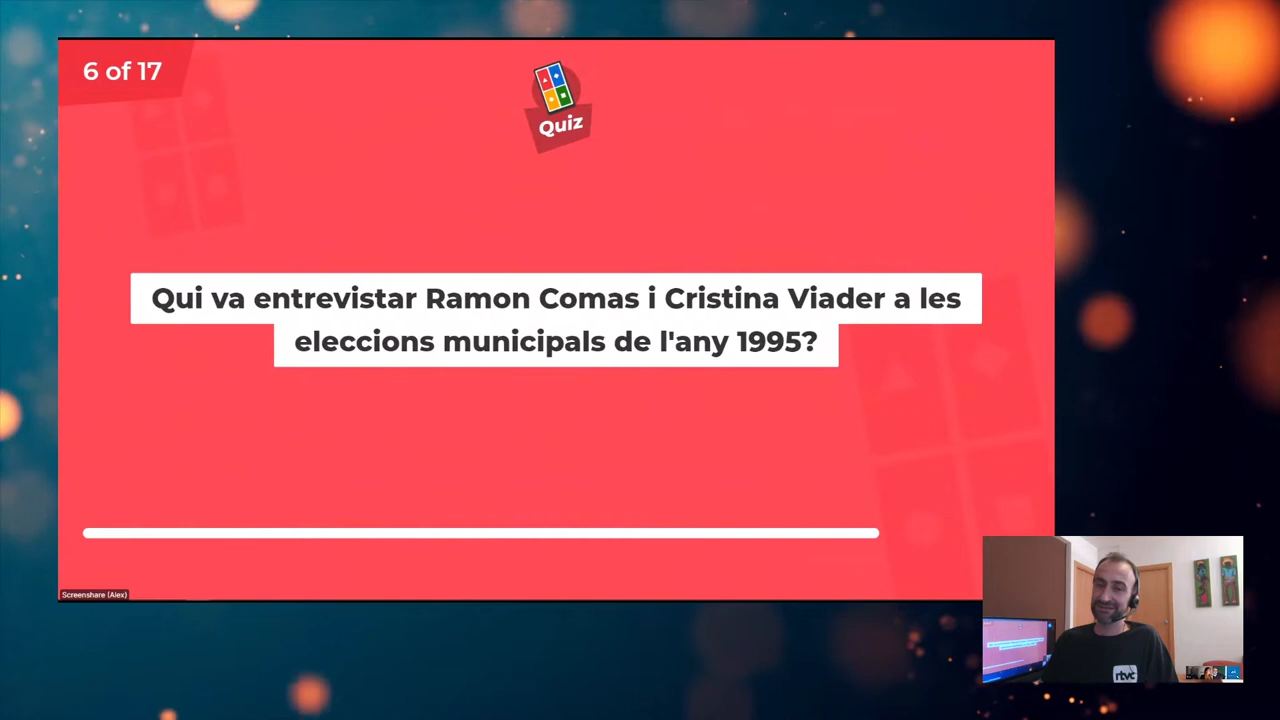 6 of 17
Quiz
Qui va entrevistar Ramon Comas i Cristina Viader a les
eleccions municipals de l'any 1995?
Screenshare (Alex)
rtvc